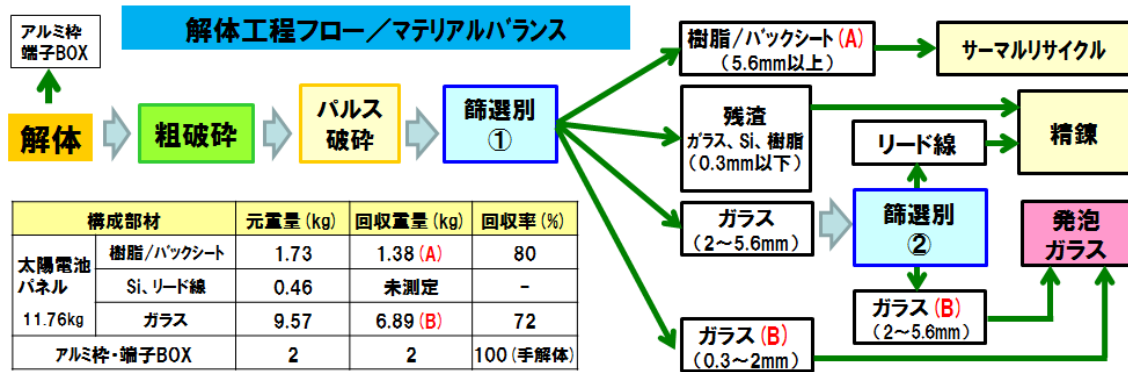 アルミ枠
端子BOX
解体工程フロー/マテリアルバランス
解体
粗破砕
パルス
破砕
篩選別
①
樹脂/バックシート(A)
(5.6mm以上)
サーマルリサイクル
残渣
ガラス、Si、樹脂
(0.3mm以下)
リード線
精錬
ガラス
(2~5.6mm)
篩選別
②
発泡
ガラス
ガラス(B)
(2~5.6mm)
ガラス(B)
(0.3~2mm)
構成部材 元重量(kg) 回収重量(kg) 回収率(%)
太陽電池
パネル
11.76kg
樹脂/バックシート 1.73 1.38(A) 80
Si、リード線 0.46 未測定 -
ガラス 9.57 6.89(B) 72
アルミ枠・端子BOX 2 2 100(手解体)